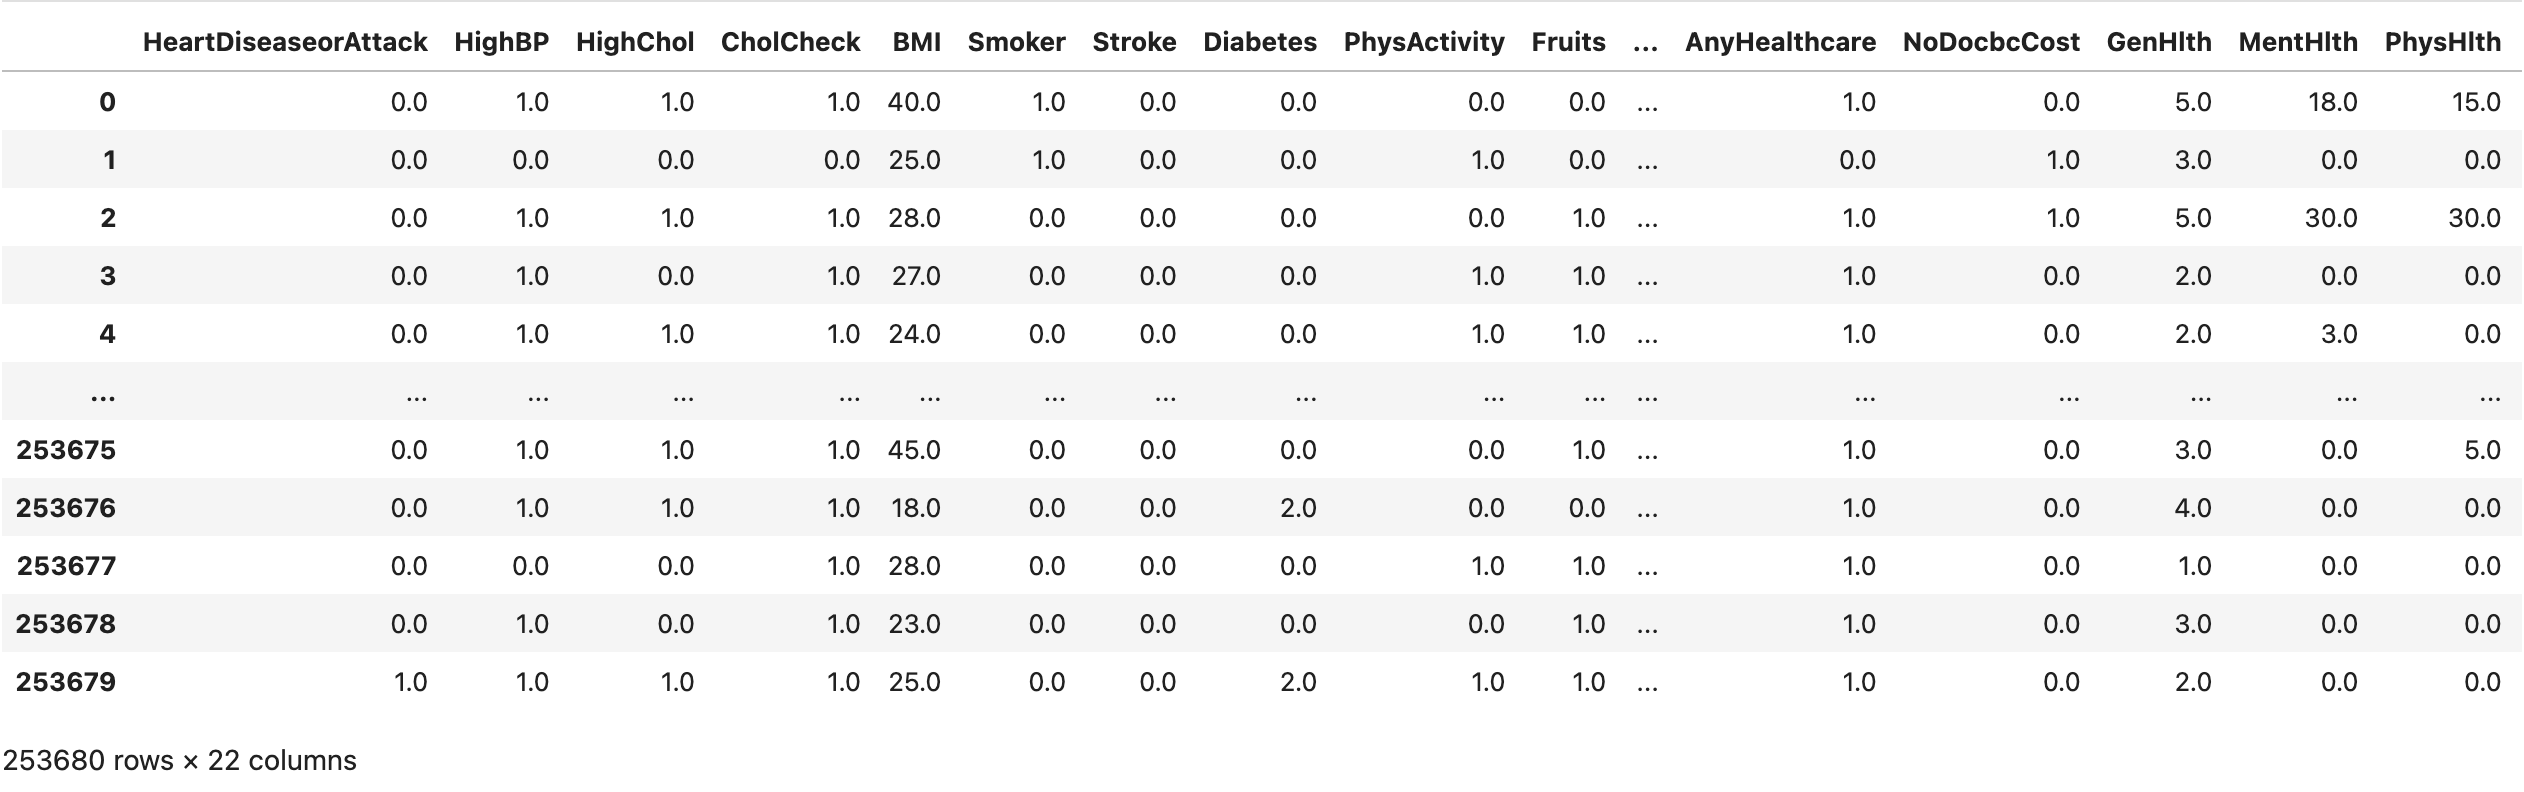 HeartDiseaseorAttack HighBP HighChol CholCheck BMI Smoker Stroke Diabetes PhysActivity Fruits ... AnyHealthcare NoDocbcCost GenHlth MentHlth PhysHlth
0 0.0 1.0 1.0 1.0 40.0 1.0 0.0 0.0 0.0 0.0 ... 1.0 0.0 5.0 18.0 15.0
1 0.0 0.0 0.0 0.0 25.0 1.0 0.0 0.0 1.0 0.0 ... 0.0 1.0 3.0 0.0 0.0
2 0.0 1.0 1.0 1.0 28.0 0.0 0.0 0.0 0.0 1.0 ... 1.0 1.0 5.0 30.0 30.0
3 0.0 1.0 0.0 1.0 27.0 0.0 0.0 0.0 1.0 1.0 ... 1.0 0.0 2.0 0.0 0.0
4 0.0 1.0 1.0 1.0 24.0 0.0 0.0 0.0 1.0 1.0 ... 1.0 0.0 2.0 3.0 0.0
... ... ... ... ... ... ... ... ... ... ... ... ... ... ... ... ...
253675 0.0 1.0 1.0 1.0 45.0 0.0 0.0 0.0 0.0 1.0 ... 1.0 0.0 3.0 0.0 5.0
253676 0.0 1.0 1.0 1.0 18.0 0.0 0.0 2.0 0.0 0.0 ... 1.0 0.0 4.0 0.0 0.0
253677 0.0 0.0 0.0 1.0 28.0 0.0 0.0 0.0 1.0 1.0 ... 1.0 0.0 1.0 0.0 0.0
253678 0.0 1.0 0.0 1.0 23.0 0.0 0.0 0.0 0.0 1.0 ... 1.0 0.0 3.0 0.0 0.0
253679 1.0 1.0 1.0 1.0 25.0 0.0 0.0 2.0 1.0 1.0 ... 1.0 0.0 2.0 0.0 0.0
253680 rows × 22 columns